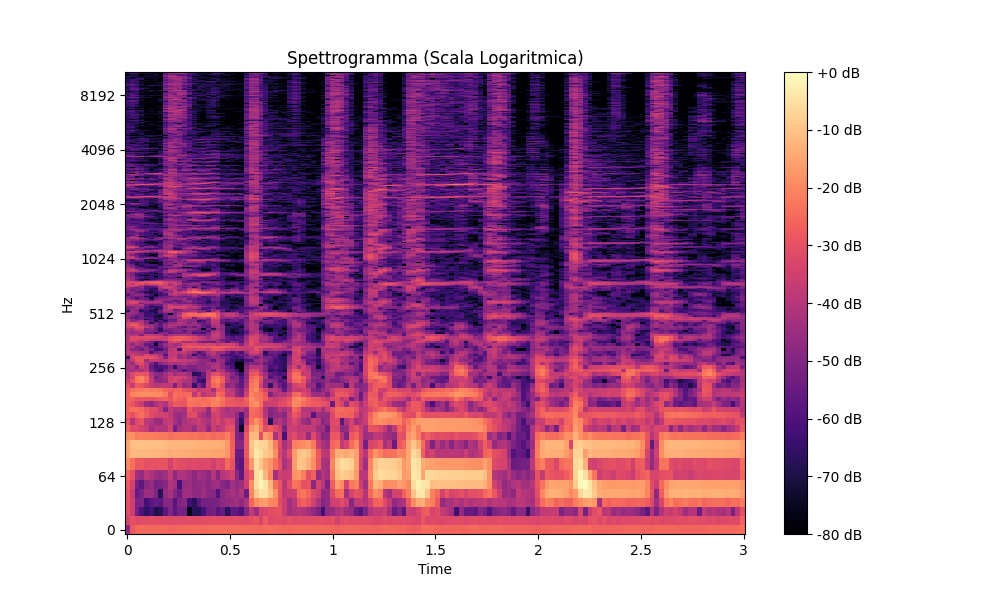 Spettrogramma (Scala Logaritmica)
Hz
8192
4096
2048
1024
512
256
128
64
0
0
0.5
1
1.5
2
2.5
3
Time
+0 dB
-10 dB
-20 dB
-30 dB
-40 dB
-50 dB
-60 dB
-70 dB
-80 dB